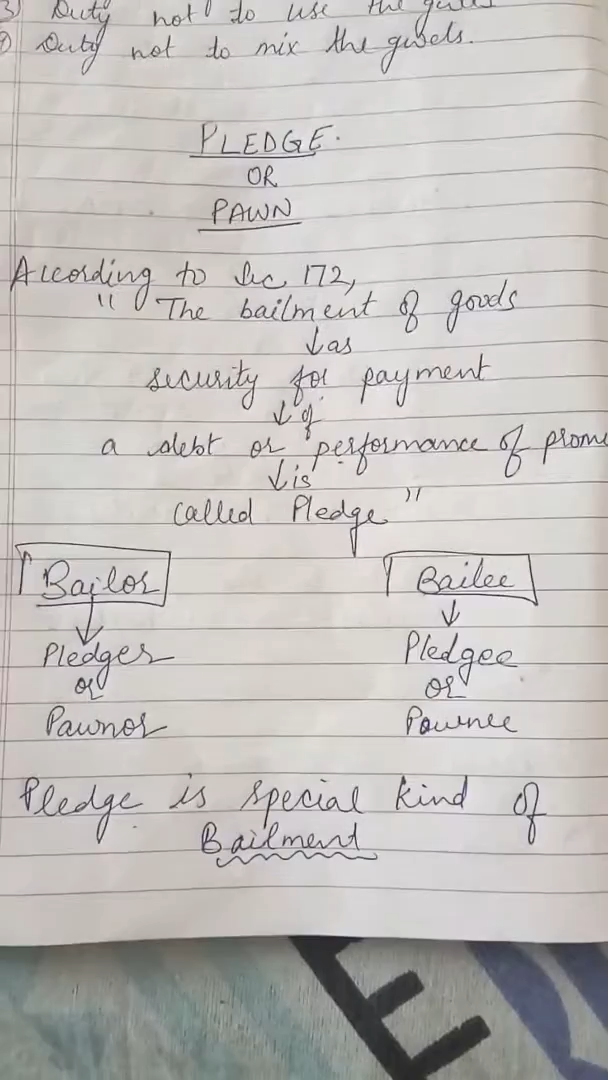 3) Duty not to use the
Duty not to mix the goods.
PLEDGE.
OR
PAWN
According to Sec 172,
" The bailment of goods
↓ as
security for payment
↓ of
a debt or performance of prom
↓ is
called Pledge"
Bailor Bailee
↓ ↓
Pledger Pledgee
or or
Pawnor Pawnee
Pledge is special kind of
Bailment